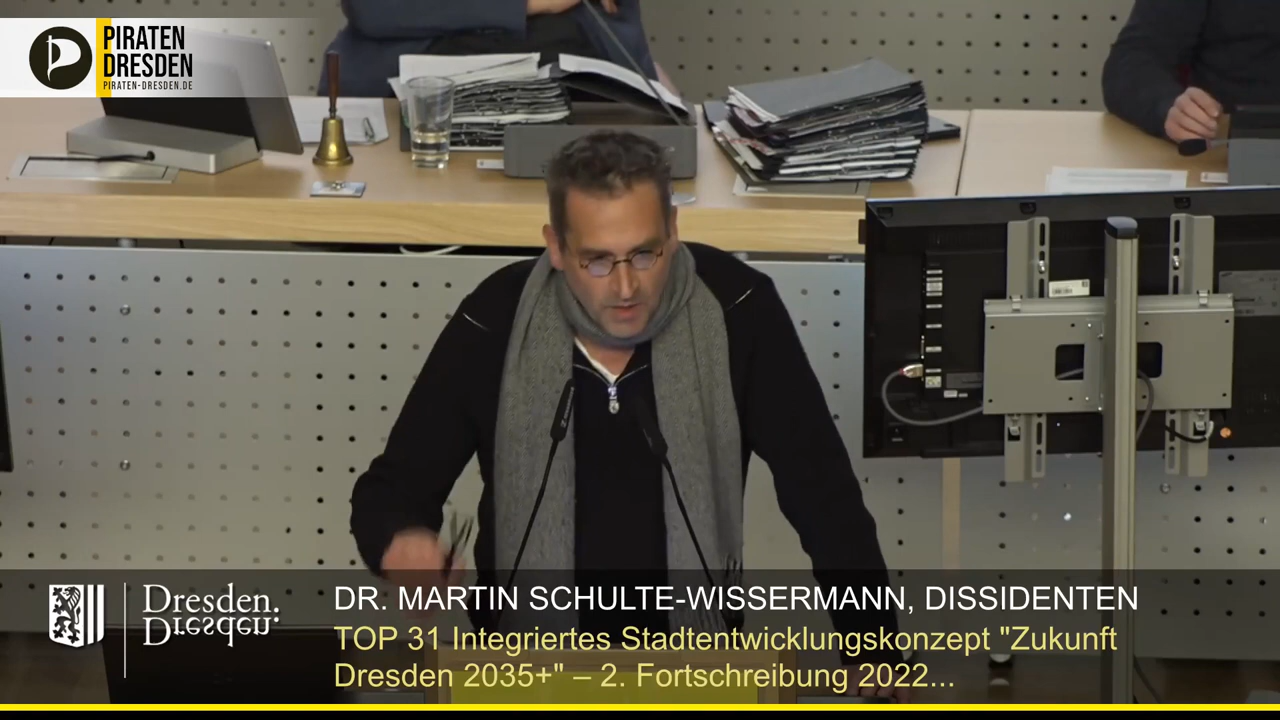 PIRATEN
DRESDEN
PIRATEN-DRESDEN.DE
Dresden.
Dresden.
DR. MARTIN SCHULTE-WISSERMANN, DISSIDENTEN
TOP 31 Integriertes Stadtentwicklungskonzept "Zukunft
Dresden 2035+" – 2. Fortschreibung 2022...